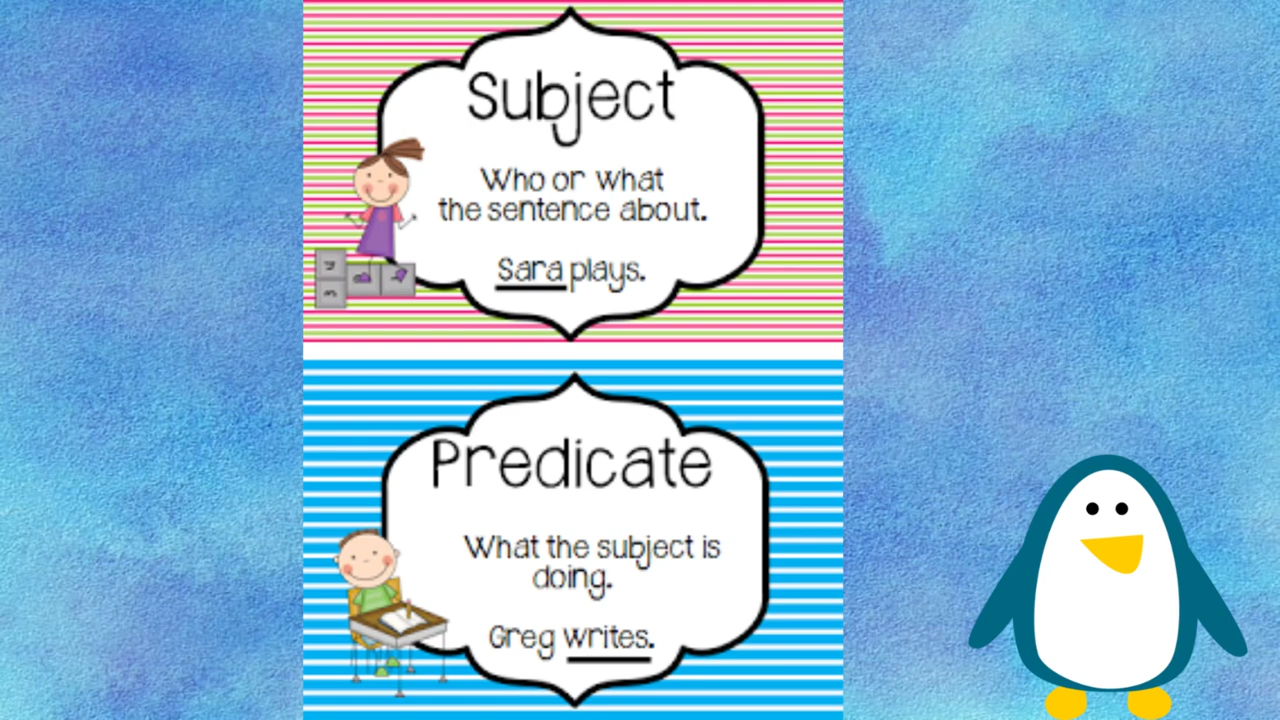 Subject
Who or what
the sentence about.
Sara plays.
Predicate
What the subject is
doing.
Greg writes.